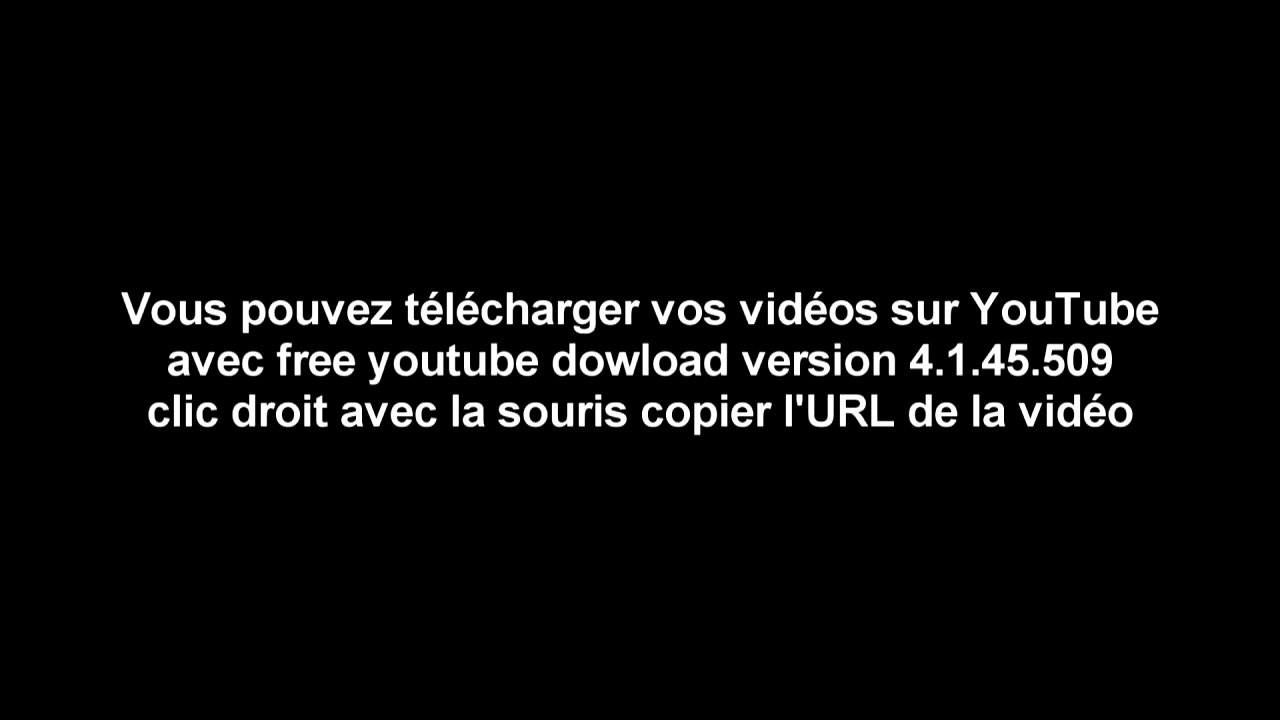 Vous pouvez télécharger vos vidéos sur YouTube
avec free youtube dowload version 4.1.45.509
clic droit avec la souris copier l'URL de la vidéo